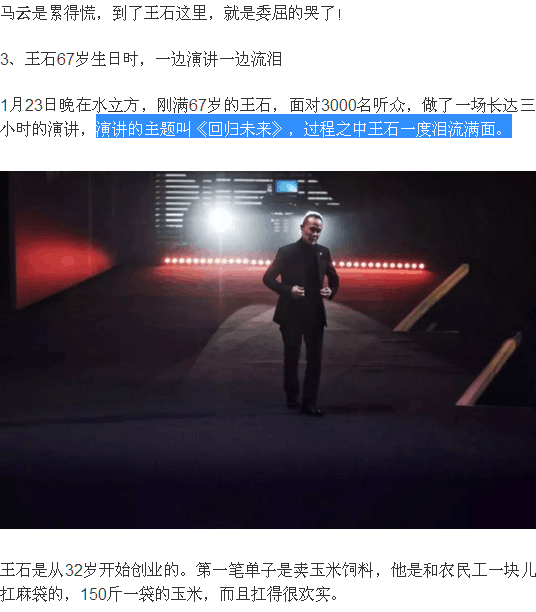 马云是累得慌，到了王石这里，就是委屈的哭了！
3、王石67岁生日时，一边演讲一边流泪
1月23日晚在水立方，刚满67岁的王石，面对3000名听众，做了一场长达三
小时的演讲，演讲的主题叫《回归未来》，过程之中王石一度泪流满面。
王石是从32岁开始创业的。第一笔单子是卖玉米饲料，他是和农民工一块儿
扛麻袋的，150斤一袋的玉米，而且扛得很欢实。